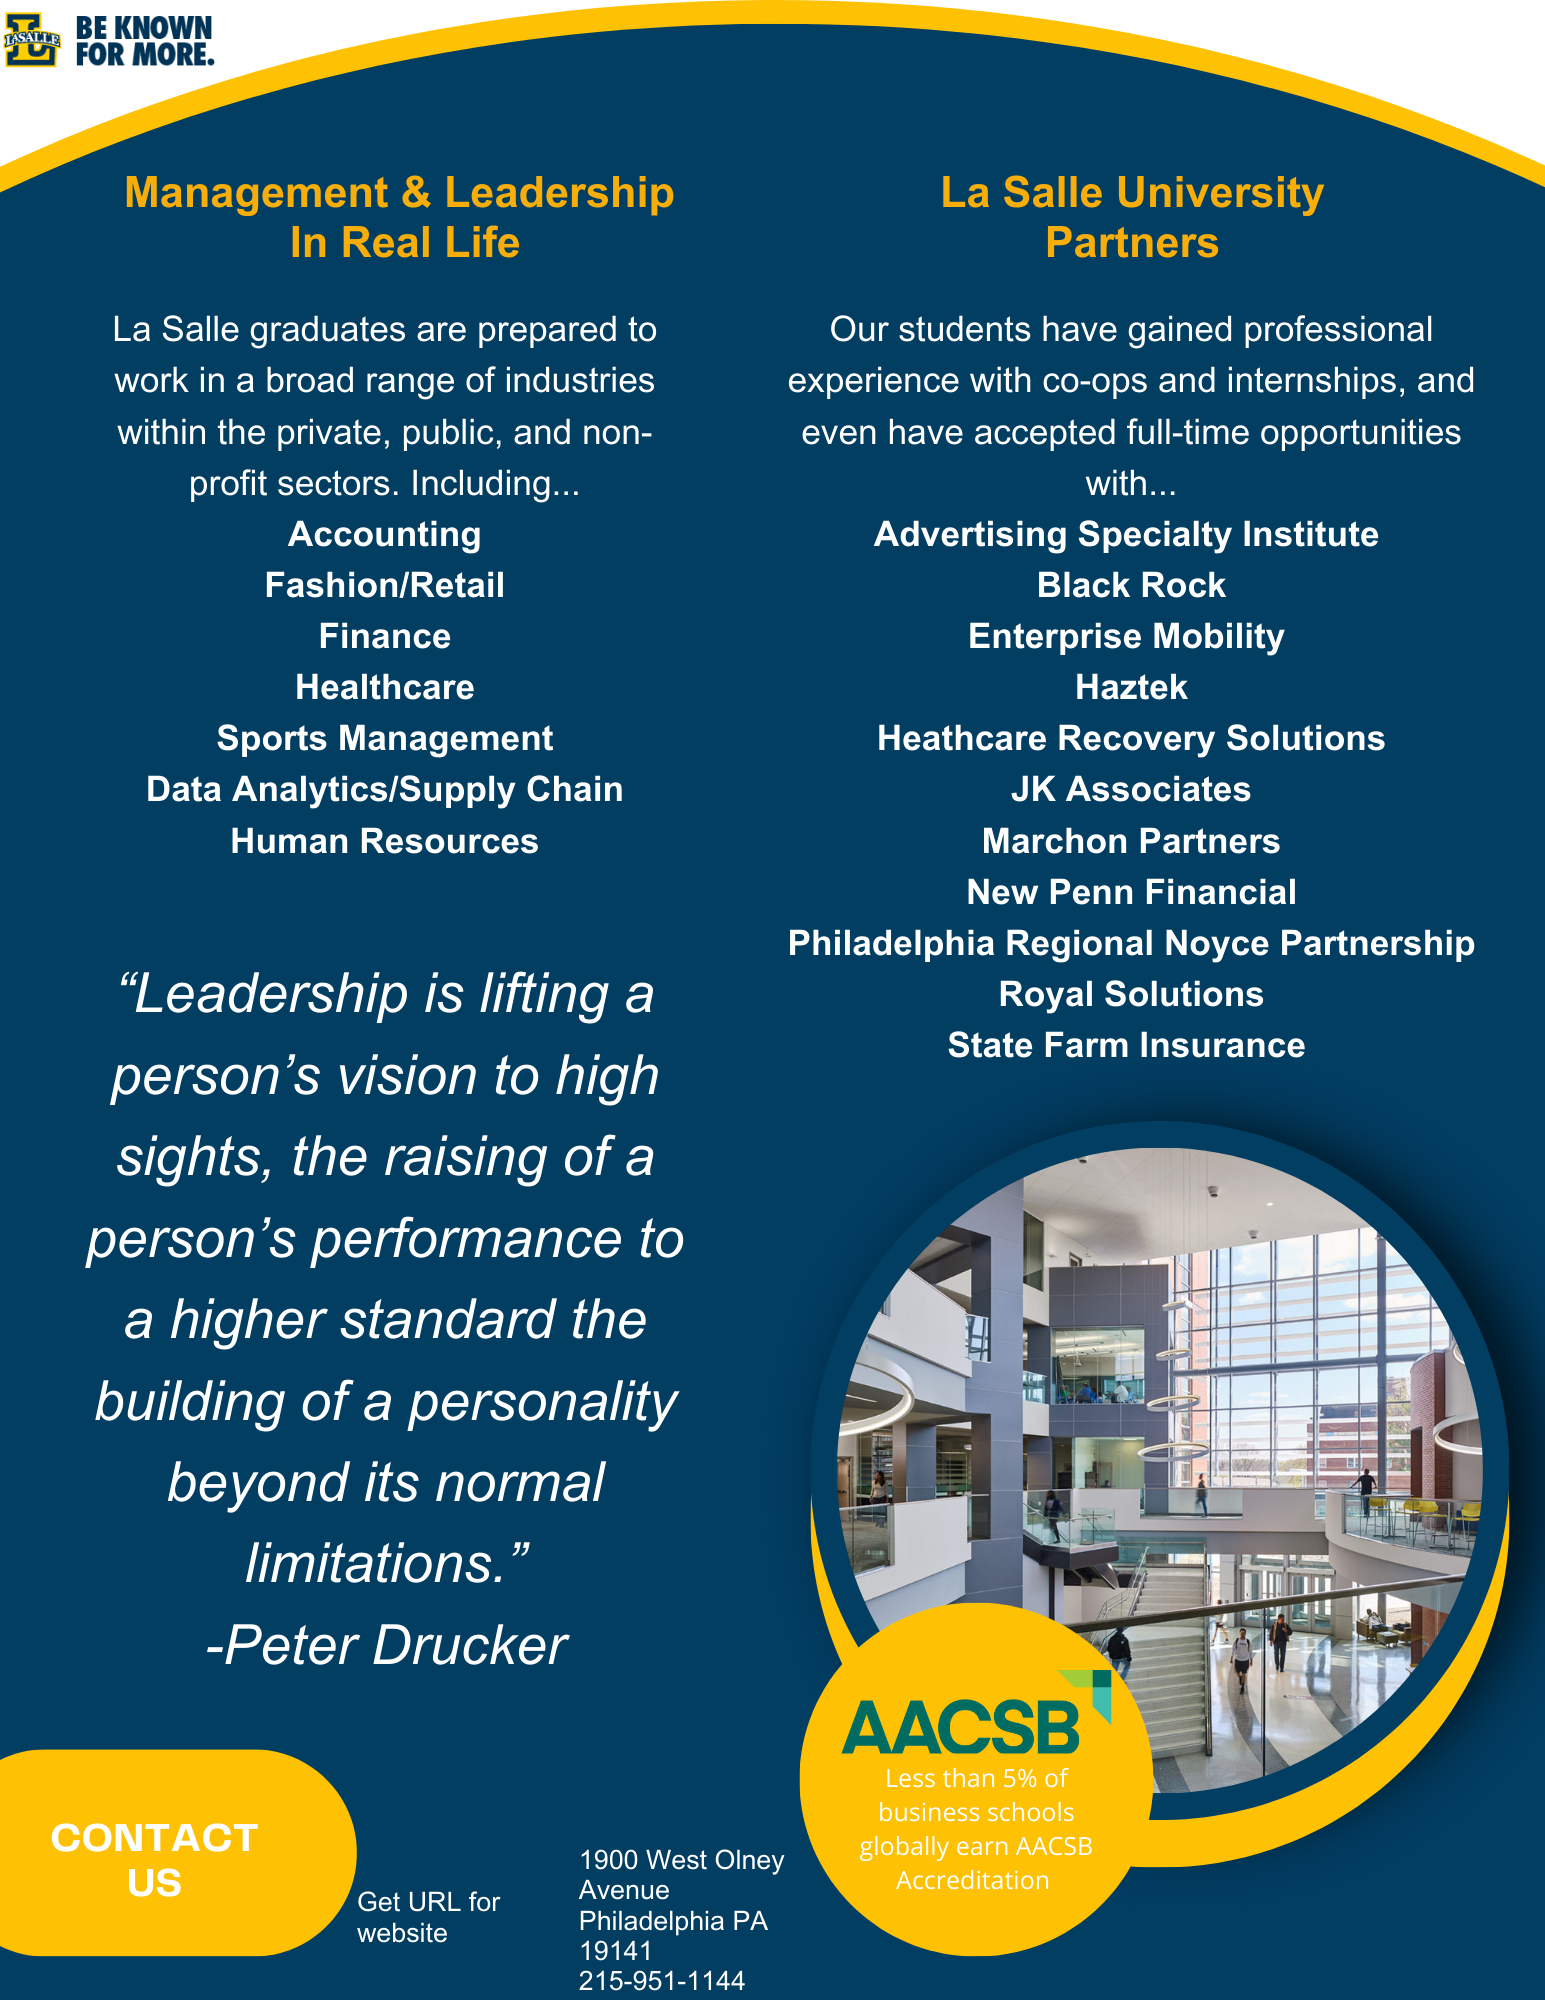 LASALLE
BE KNOWN
FOR MORE.
Management & Leadership
In Real Life
La Salle graduates are prepared to
work in a broad range of industries
within the private, public, and non-
profit sectors. Including...
Accounting
Fashion/Retail
Finance
Healthcare
Sports Management
Data Analytics/Supply Chain
Human Resources
“Leadership is lifting a
person’s vision to high
sights, the raising of a
person’s performance to
a higher standard the
building of a personality
beyond its normal
limitations.”
-Peter Drucker
La Salle University
Partners
Our students have gained professional
experience with co-ops and internships, and
even have accepted full-time opportunities
with...
Advertising Specialty Institute
Black Rock
Enterprise Mobility
Haztek
Heathcare Recovery Solutions
JK Associates
Marchon Partners
New Penn Financial
Philadelphia Regional Noyce Partnership
Royal Solutions
State Farm Insurance
AACSB
Less than 5% of
business schools
globally earn AACSB
Accreditation
CONTACT
US
Get URL for
website
1900 West Olney
Avenue
Philadelphia PA
19141
215-951-1144